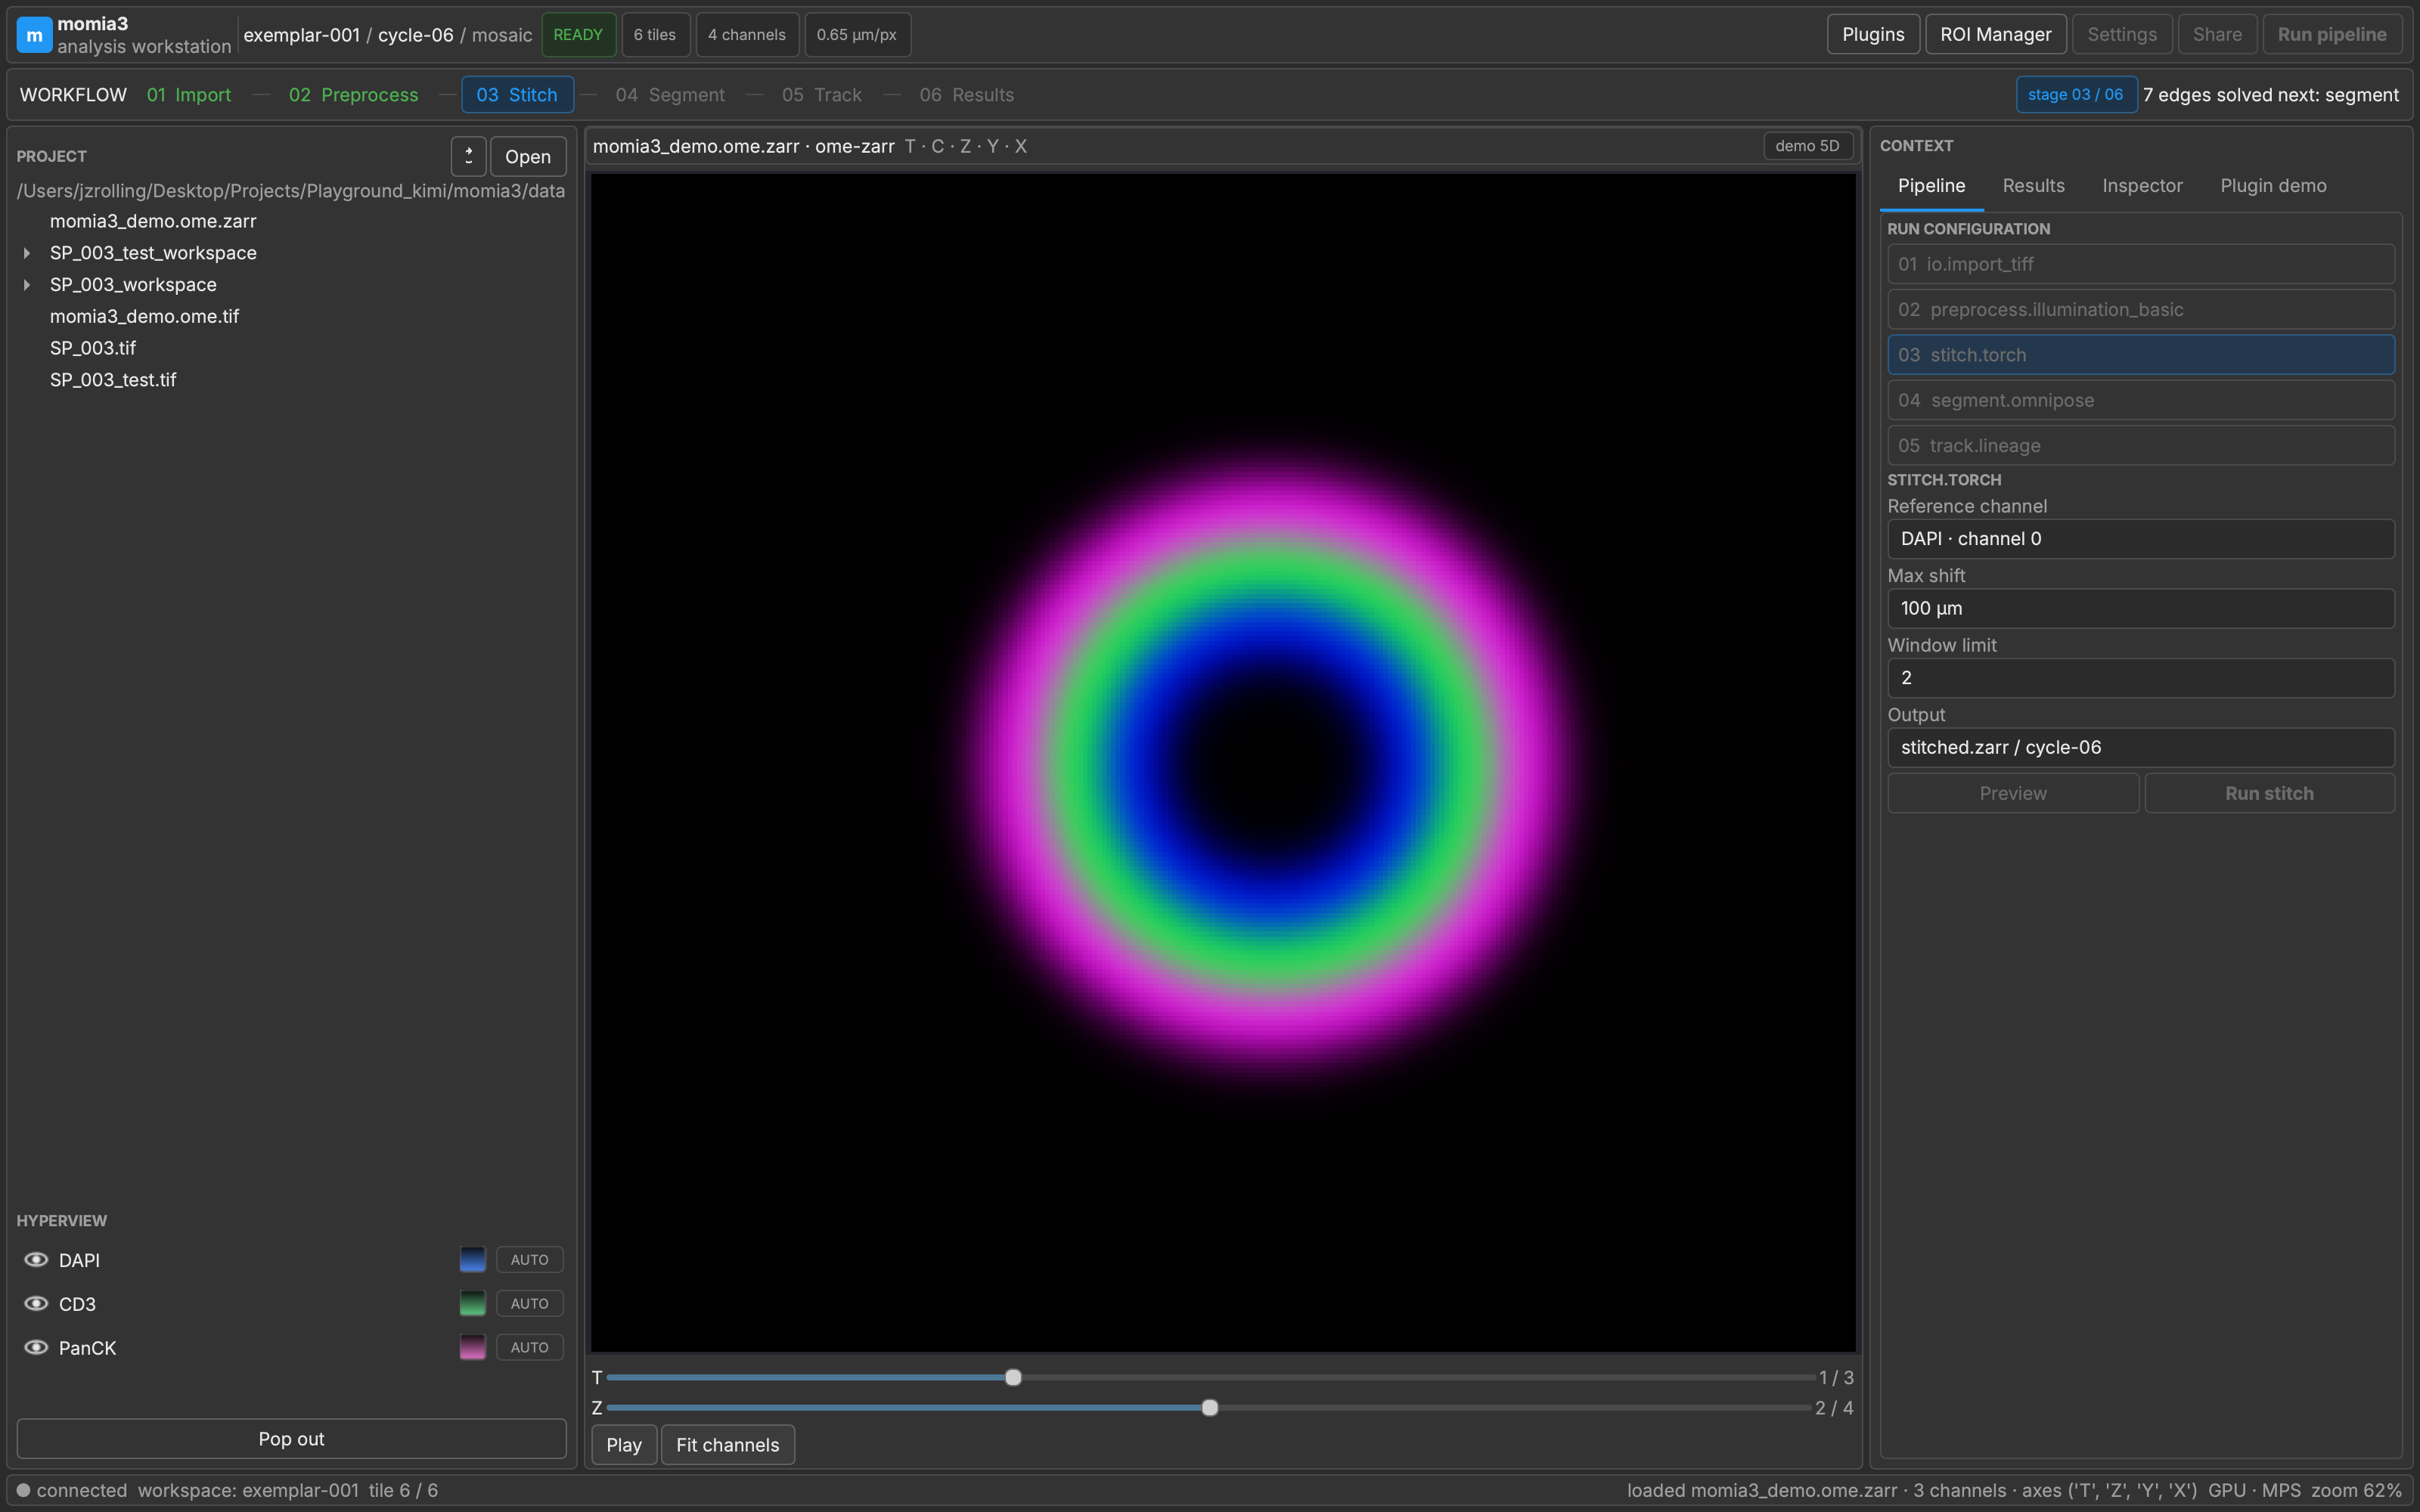 m momia3
analysis workstation
exemplar-001 / cycle-06 / mosaic READY 6 tiles 4 channels 0.65 µm/px
Plugins ROI Manager Settings Share Run pipeline
WORKFLOW 01 Import — 02 Preprocess — 03 Stitch — 04 Segment — 05 Track — 06 Results
stage 03 / 06 7 edges solved next: segment
PROJECT Open
/Users/jzrolling/Desktop/Projects/Playground_kimi/momia3/data
momia3_demo.ome.zarr
SP_003_test_workspace
SP_003_workspace
momia3_demo.ome.tif
SP_003.tif
SP_003_test.tif
HYPERVIEW
DAPI AUTO
CD3 AUTO
PanCK AUTO
Pop out
momia3_demo.ome.zarr · ome-zarr T · C · Z · Y · X demo 5D
T 1 / 3
Z 2 / 4
Play Fit channels
CONTEXT
Pipeline Results Inspector Plugin demo
RUN CONFIGURATION
01 io.import_tiff
02 preprocess.illumination_basic
03 stitch.torch
04 segment.omnipose
05 track.lineage
STITCH.TORCH
Reference channel
DAPI · channel 0
Max shift
100 µm
Window limit
2
Output
stitched.zarr / cycle-06
Preview Run stitch
connected workspace: exemplar-001 tile 6 / 6
loaded momia3_demo.ome.zarr · 3 channels · axes ('T', 'Z', 'Y', 'X') GPU · MPS zoom 62%